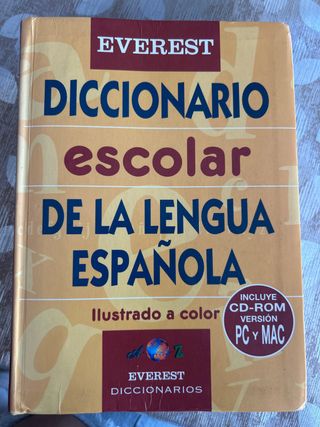 EVEREST
DICCIONARIO
escolar
DE LA LENGUA
ESPAÑOLA
Ilustrado a color
INCLUYE
CD-ROM
VERSIÓN
PC Y MAC
A Z
EVEREST
DICCIONARIOS